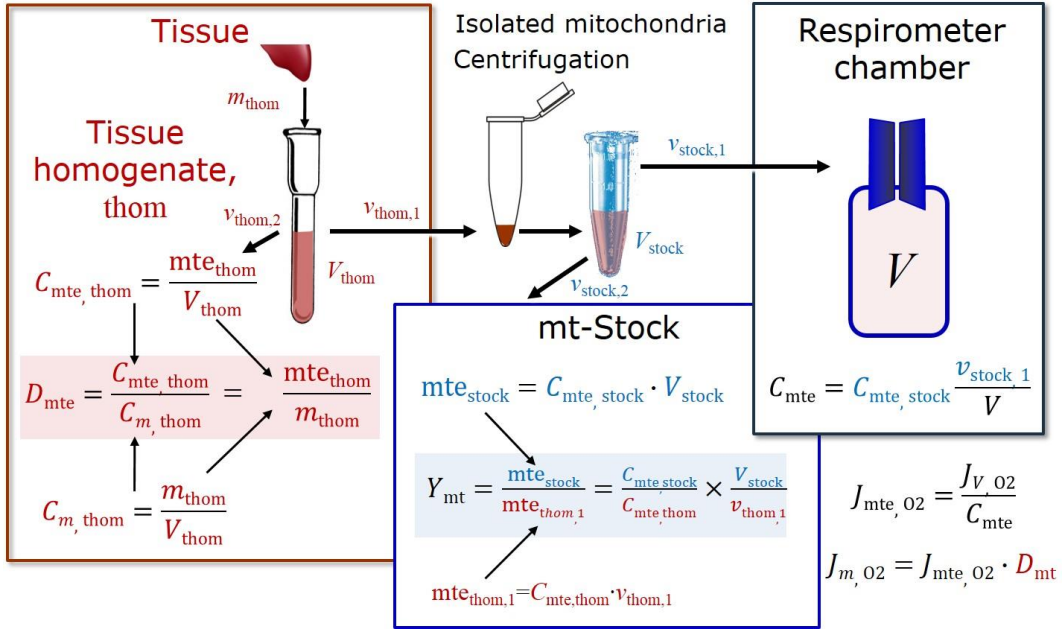 Tissue
m_thom
Tissue
homogenate,
thom
v_thom,2
v_thom,1
V_thom
C_mte, thom = mte_thom / V_thom
D_mte = C_mte, thom / C_m, thom = mte_thom / m_thom
C_m, thom = m_thom / V_thom
Isolated mitochondria
Centrifugation
v_stock,1
V_stock
v_stock,2
mt-Stock
mte_stock = C_mte, stock · V_stock
Y_mt = mte_stock / mte_thom,1 = C_mte,stock / C_mte,thom × V_stock / v_thom,1
mte_thom,1=C_mte,thom·v_thom,1
Respirometer
chamber
V
C_mte = C_mte, stock v_stock, 1 / V
J_mte, O2 = J_V, O2 / C_mte
J_m, O2 = J_mte, O2 · D_mt